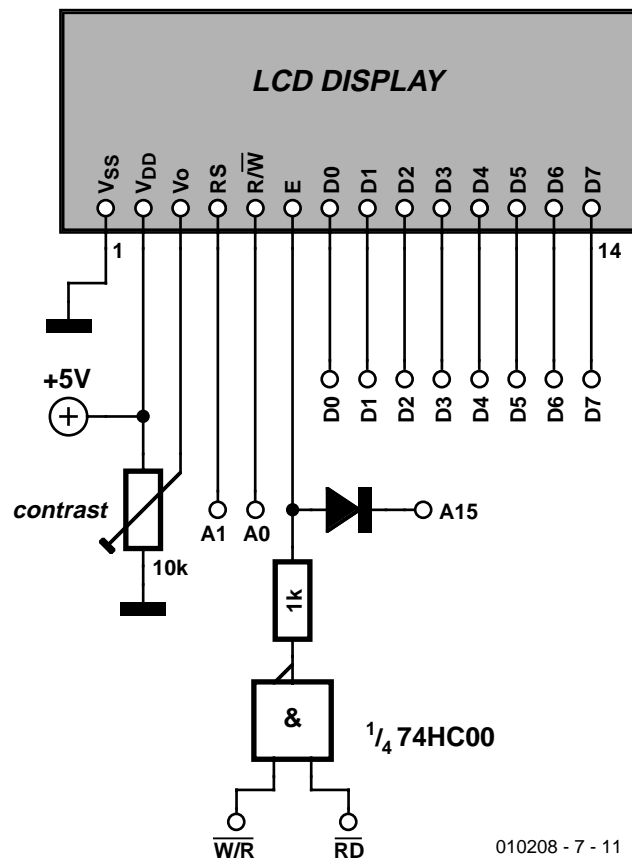 LCD DISPLAY
VSS VDD Vo RS R/W E D0 D1 D2 D3 D4 D5 D6 D7
1 14
+5V
D0 D1 D2 D3 D4 D5 D6 D7
contrast
A1 A0 A15
10k
1k
&
1/4 74HC00
W/R RD
010208 - 7 - 11